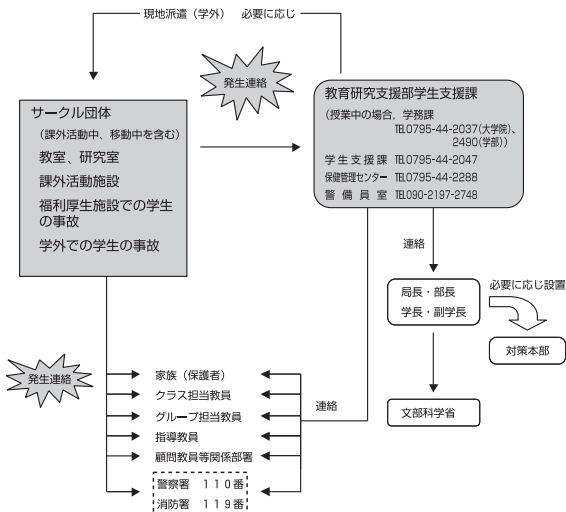 現地派遣(学外) 必要に応じ
発生連絡
サークル団体
(課外活動中、移動中を含む)
教室、研究室
課外活動施設
福利厚生施設での学生
の事故
学外での学生の事故
教育研究支援部学生支援課
(授業中の場合,学務課
TEL0795-44-2037(大学院)、
2490(学部))
学生支援課 TEL0795-44-2047
保健管理センター TEL0795-44-2288
警備員室 TEL090-2197-2748
連絡
局長・部長
学長・副学長
必要に応じ設置
対策本部
文部科学省
発生連絡
家族(保護者)
クラス担当教員
グループ担当教員
指導教員
顧問教員等関係部署
連絡
警察署 110番
消防署 119番